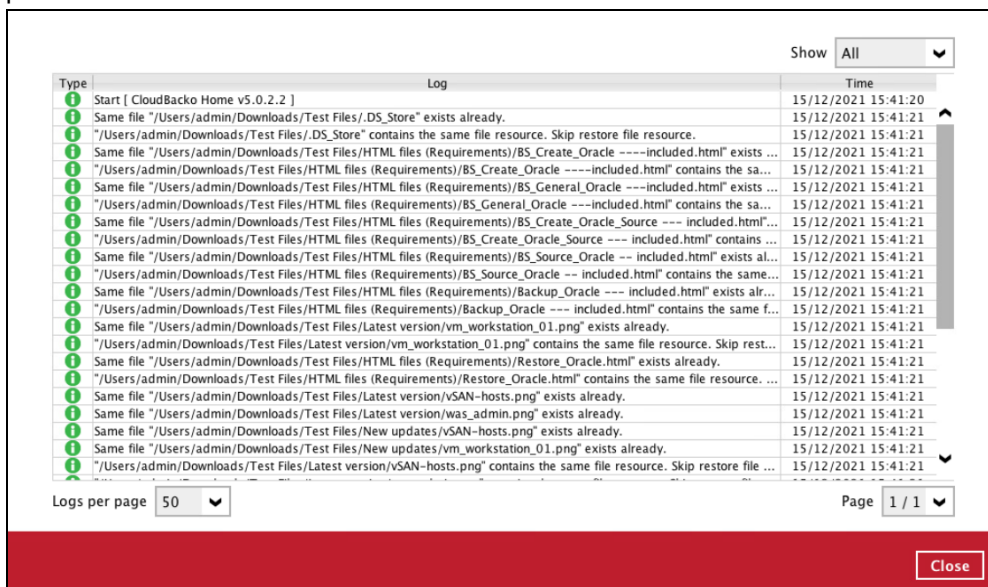 Show All
Type Log Time
Start [ CloudBacko Home v5.0.2.2 ] 15/12/2021 15:41:20
Same file "/Users/admin/Downloads/Test Files/.DS_Store" exists already. 15/12/2021 15:41:21
"/Users/admin/Downloads/Test Files/.DS_Store" contains the same file resource. Skip restore file resource. 15/12/2021 15:41:21
Same file "/Users/admin/Downloads/Test Files/HTML files (Requirements)/BS_Create_Oracle ----included.html" exists ... 15/12/2021 15:41:21
"/Users/admin/Downloads/Test Files/HTML files (Requirements)/BS_Create_Oracle ----included.html" contains the sa... 15/12/2021 15:41:21
Same file "/Users/admin/Downloads/Test Files/HTML files (Requirements)/BS_General_Oracle ---included.html" exists ... 15/12/2021 15:41:21
"/Users/admin/Downloads/Test Files/HTML files (Requirements)/BS_General_Oracle ---included.html" contains the sa... 15/12/2021 15:41:21
Same file "/Users/admin/Downloads/Test Files/HTML files (Requirements)/BS_Create_Oracle_Source --- included.html"... 15/12/2021 15:41:21
"/Users/admin/Downloads/Test Files/HTML files (Requirements)/BS_Create_Oracle_Source --- included.html" contains ... 15/12/2021 15:41:21
Same file "/Users/admin/Downloads/Test Files/HTML files (Requirements)/BS_Source_Oracle -- included.html" exists al... 15/12/2021 15:41:21
"/Users/admin/Downloads/Test Files/HTML files (Requirements)/BS_Source_Oracle -- included.html" contains the same... 15/12/2021 15:41:21
Same file "/Users/admin/Downloads/Test Files/HTML files (Requirements)/Backup_Oracle --- included.html" exists alr... 15/12/2021 15:41:21
"/Users/admin/Downloads/Test Files/HTML files (Requirements)/Backup_Oracle --- included.html" contains the same f... 15/12/2021 15:41:21
Same file "/Users/admin/Downloads/Test Files/Latest version/vm_workstation_01.png" exists already. 15/12/2021 15:41:21
"/Users/admin/Downloads/Test Files/Latest version/vm_workstation_01.png" contains the same file resource. Skip rest... 15/12/2021 15:41:21
Same file "/Users/admin/Downloads/Test Files/HTML files (Requirements)/Restore_Oracle.html" exists already. 15/12/2021 15:41:21
"/Users/admin/Downloads/Test Files/HTML files (Requirements)/Restore_Oracle.html" contains the same file resource. ... 15/12/2021 15:41:21
Same file "/Users/admin/Downloads/Test Files/Latest version/vSAN-hosts.png" exists already. 15/12/2021 15:41:21
Same file "/Users/admin/Downloads/Test Files/Latest version/was_admin.png" exists already. 15/12/2021 15:41:21
Same file "/Users/admin/Downloads/Test Files/New updates/vSAN-hosts.png" exists already. 15/12/2021 15:41:21
Same file "/Users/admin/Downloads/Test Files/New updates/vm_workstation_01.png" exists already. 15/12/2021 15:41:21
"/Users/admin/Downloads/Test Files/Latest version/vSAN-hosts.png" contains the same file resource. Skip restore file ... 15/12/2021 15:41:21
Logs per page 50 Page 1 / 1
Close